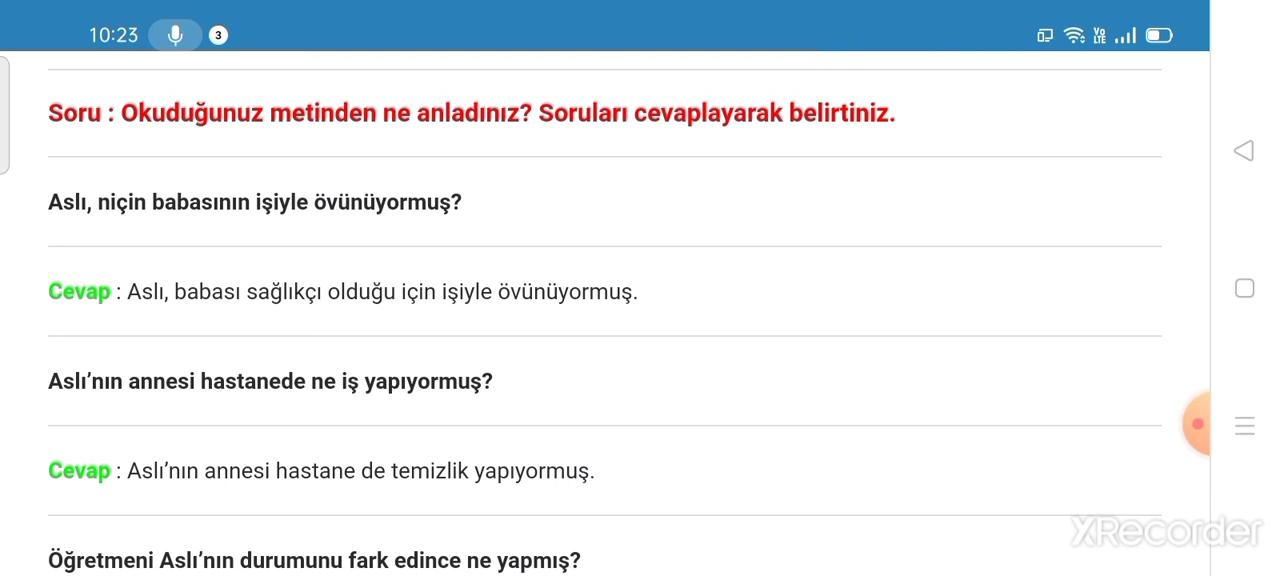 10:23
3
VoLTE
Soru : Okuduğunuz metinden ne anladınız? Soruları cevaplayarak belirtiniz.
Aslı, niçin babasının işiyle övünüyormuş?
Cevap : Aslı, babası sağlıkçı olduğu için işiyle övünüyormuş.
Aslı’nın annesi hastanede ne iş yapıyormuş?
Cevap : Aslı’nın annesi hastane de temizlik yapıyormuş.
XRecorder
Öğretmeni Aslı’nın durumunu fark edince ne yapmış?